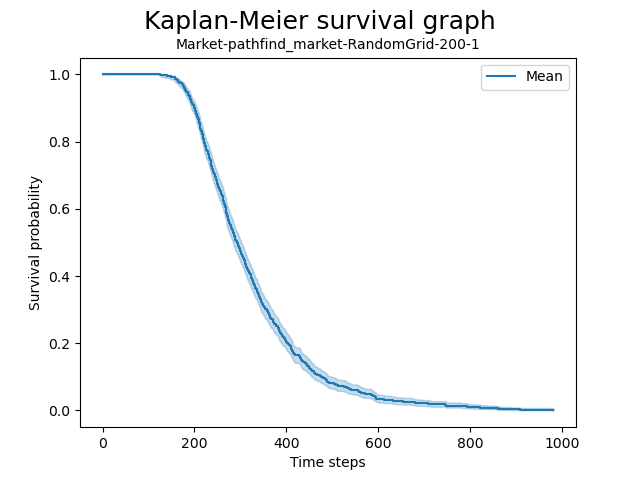 Kaplan-Meier survival graph
Market-pathfind_market-RandomGrid-200-1
Mean
1.0
0.8
0.6
0.4
0.2
0.0
Survival probability
0
200
400
600
800
1000
Time steps